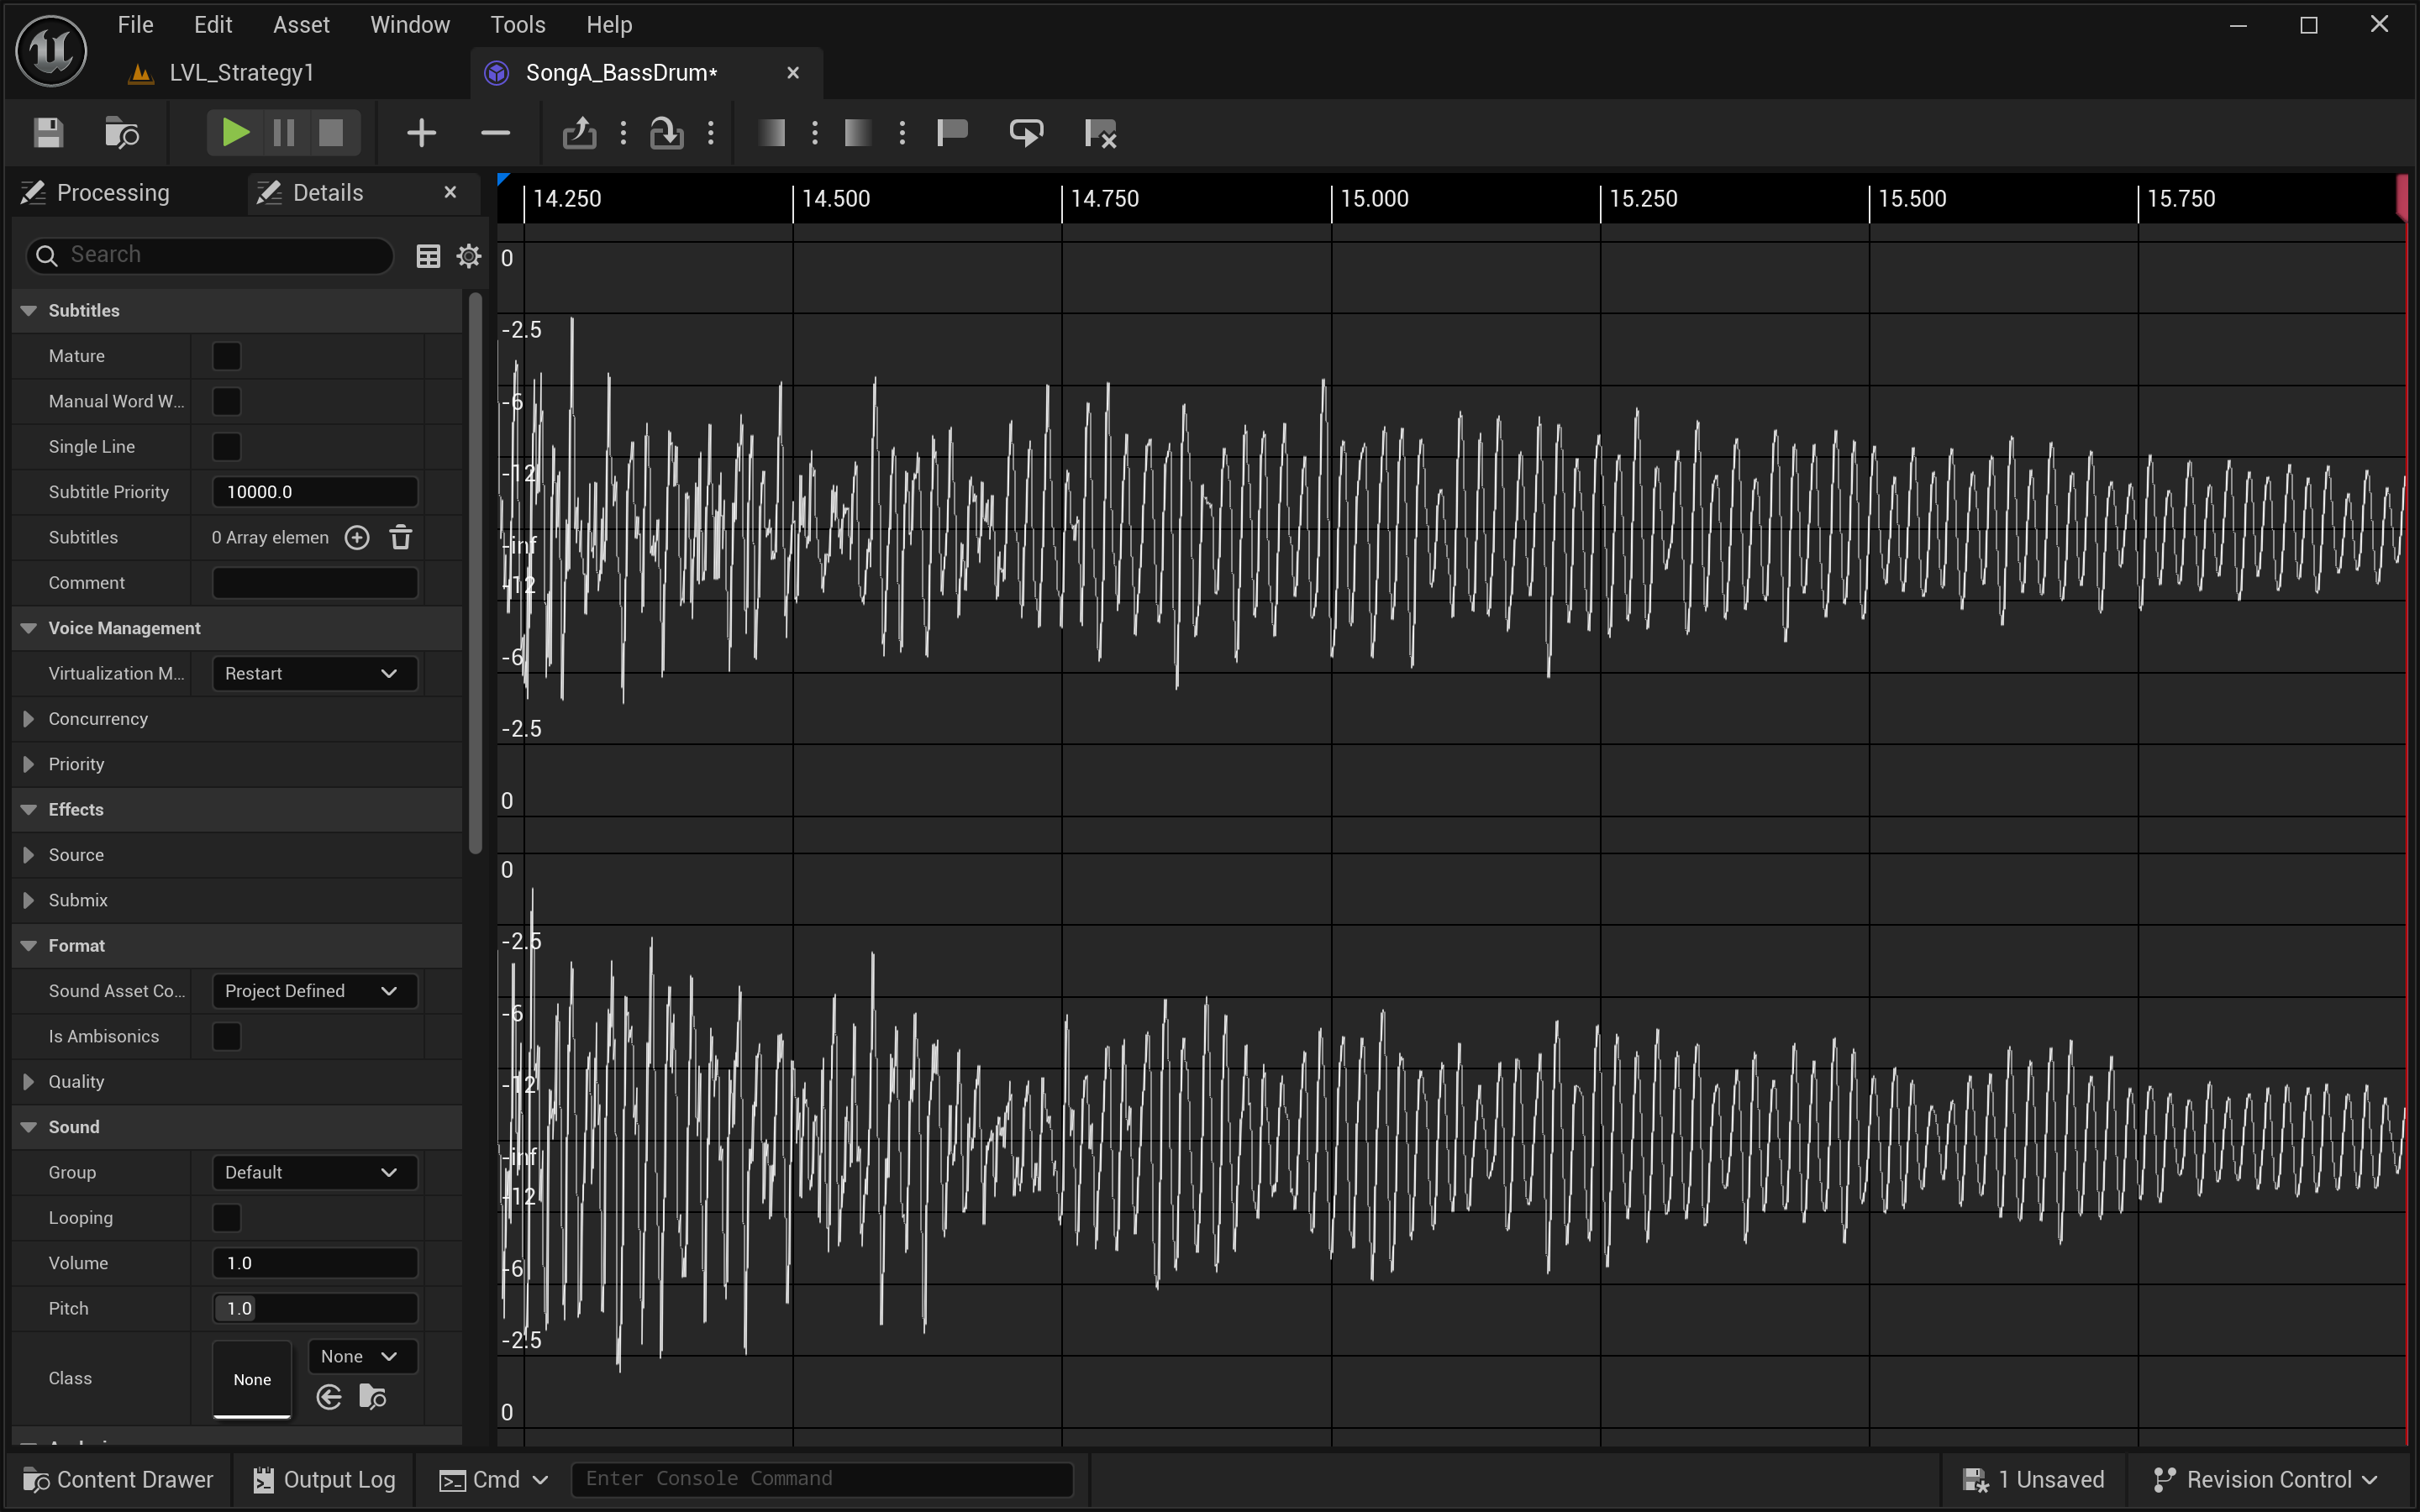 File Edit Asset Window Tools Help
LVL_Strategy1
SongA_BassDrum*
Processing
Details
Search
Subtitles
Mature
Manual Word W...
Single Line
Subtitle Priority 10000.0
Subtitles 0 Array elemen
Comment
Voice Management
Virtualization M... Restart
Concurrency
Priority
Effects
Source
Submix
Format
Sound Asset Co... Project Defined
Is Ambisonics
Quality
Sound
Group Default
Looping
Volume 1.0
Pitch 1.0
Class None None
14.250 14.500 14.750 15.000 15.250 15.500 15.750
0
-2.5
-6
-12
-inf
-12
-6
-2.5
0
0
-2.5
-6
-12
-inf
-12
-6
-2.5
0
Content Drawer
Output Log
Cmd
Enter Console Command
1 Unsaved
Revision Control